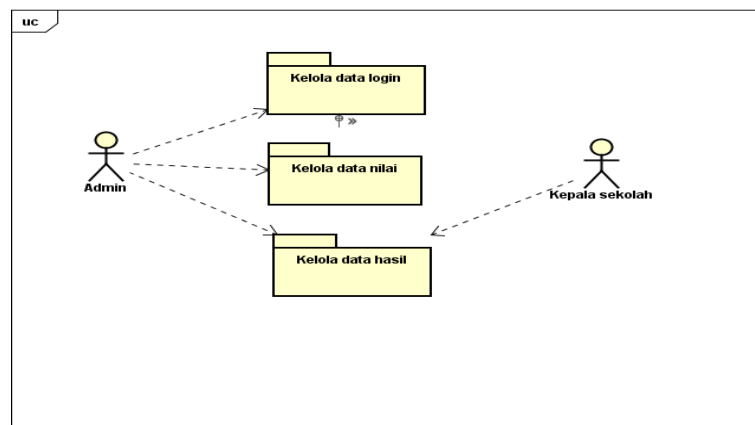 uc
Kelola data login
Kelola data nilai
Admin
Kepala sekolah
Kelola data hasil